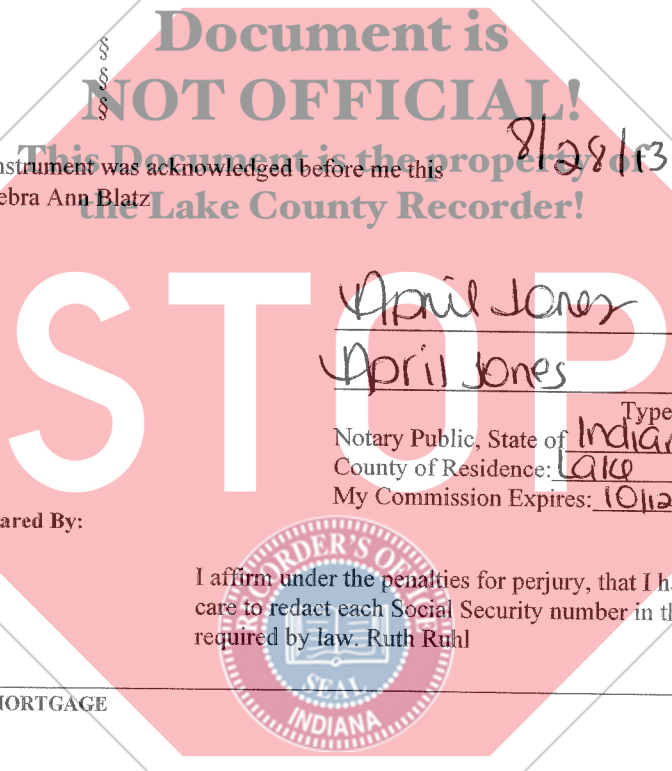 §
Document is
§
§
NOT OFFICIAL!
This Document is the property of
the Lake County Recorder!
nstrument was acknowledged before me this 8/28/13
ebra Ann Blatz
STOP
April Jones
April Jones
Type
Notary Public, State of Indian
County of Residence: Lake
My Commission Expires: 10/12
ared By:
RECORDER'S OFFICE
I affirm under the penalties for perjury, that I h
care to redact each Social Security number in th
required by law. Ruth Ruhl
SEAL
INDIANA
MORTGAGE